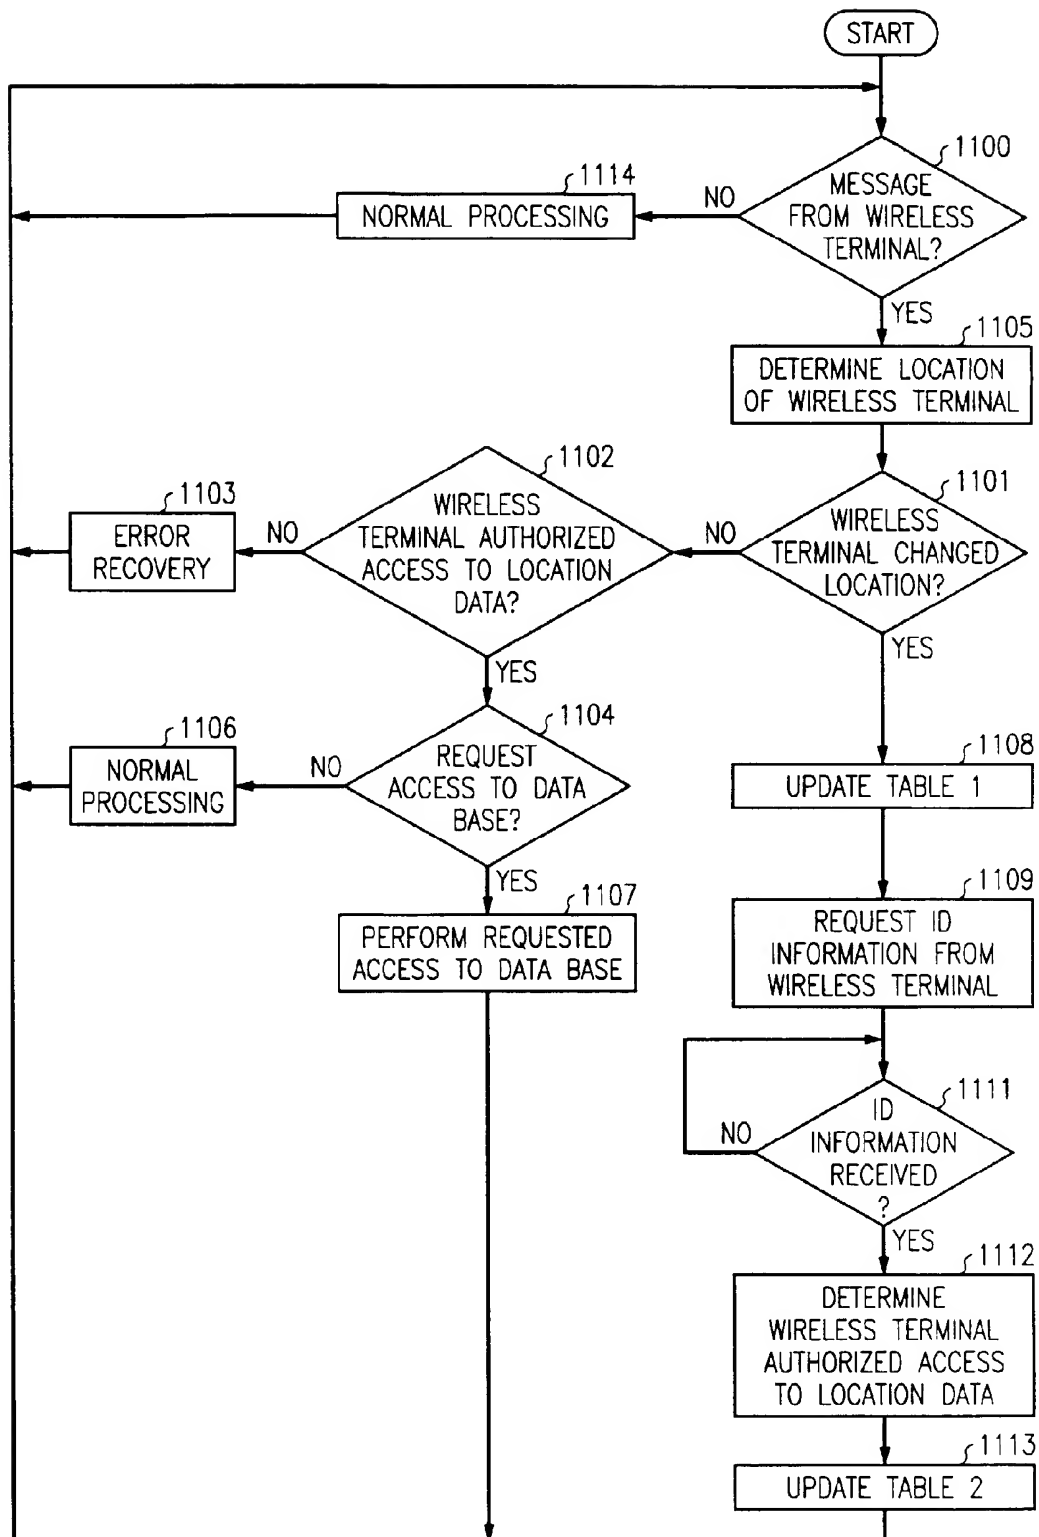 START
1100
MESSAGE
FROM WIRELESS
TERMINAL?
NO
1114
NORMAL PROCESSING
YES
1105
DETERMINE LOCATION
OF WIRELESS TERMINAL
1101
WIRELESS
TERMINAL CHANGED
LOCATION?
NO
1102
WIRELESS
TERMINAL AUTHORIZED
ACCESS TO LOCATION
DATA?
NO
1103
ERROR
RECOVERY
YES
YES
1104
REQUEST
ACCESS TO DATA
BASE?
NO
1106
NORMAL
PROCESSING
YES
1107
PERFORM REQUESTED
ACCESS TO DATA BASE
1108
UPDATE TABLE 1
1109
REQUEST ID
INFORMATION FROM
WIRELESS TERMINAL
1111
ID
INFORMATION
RECEIVED
?
NO
YES
1112
DETERMINE
WIRELESS TERMINAL
AUTHORIZED ACCESS
TO LOCATION DATA
1113
UPDATE TABLE 2